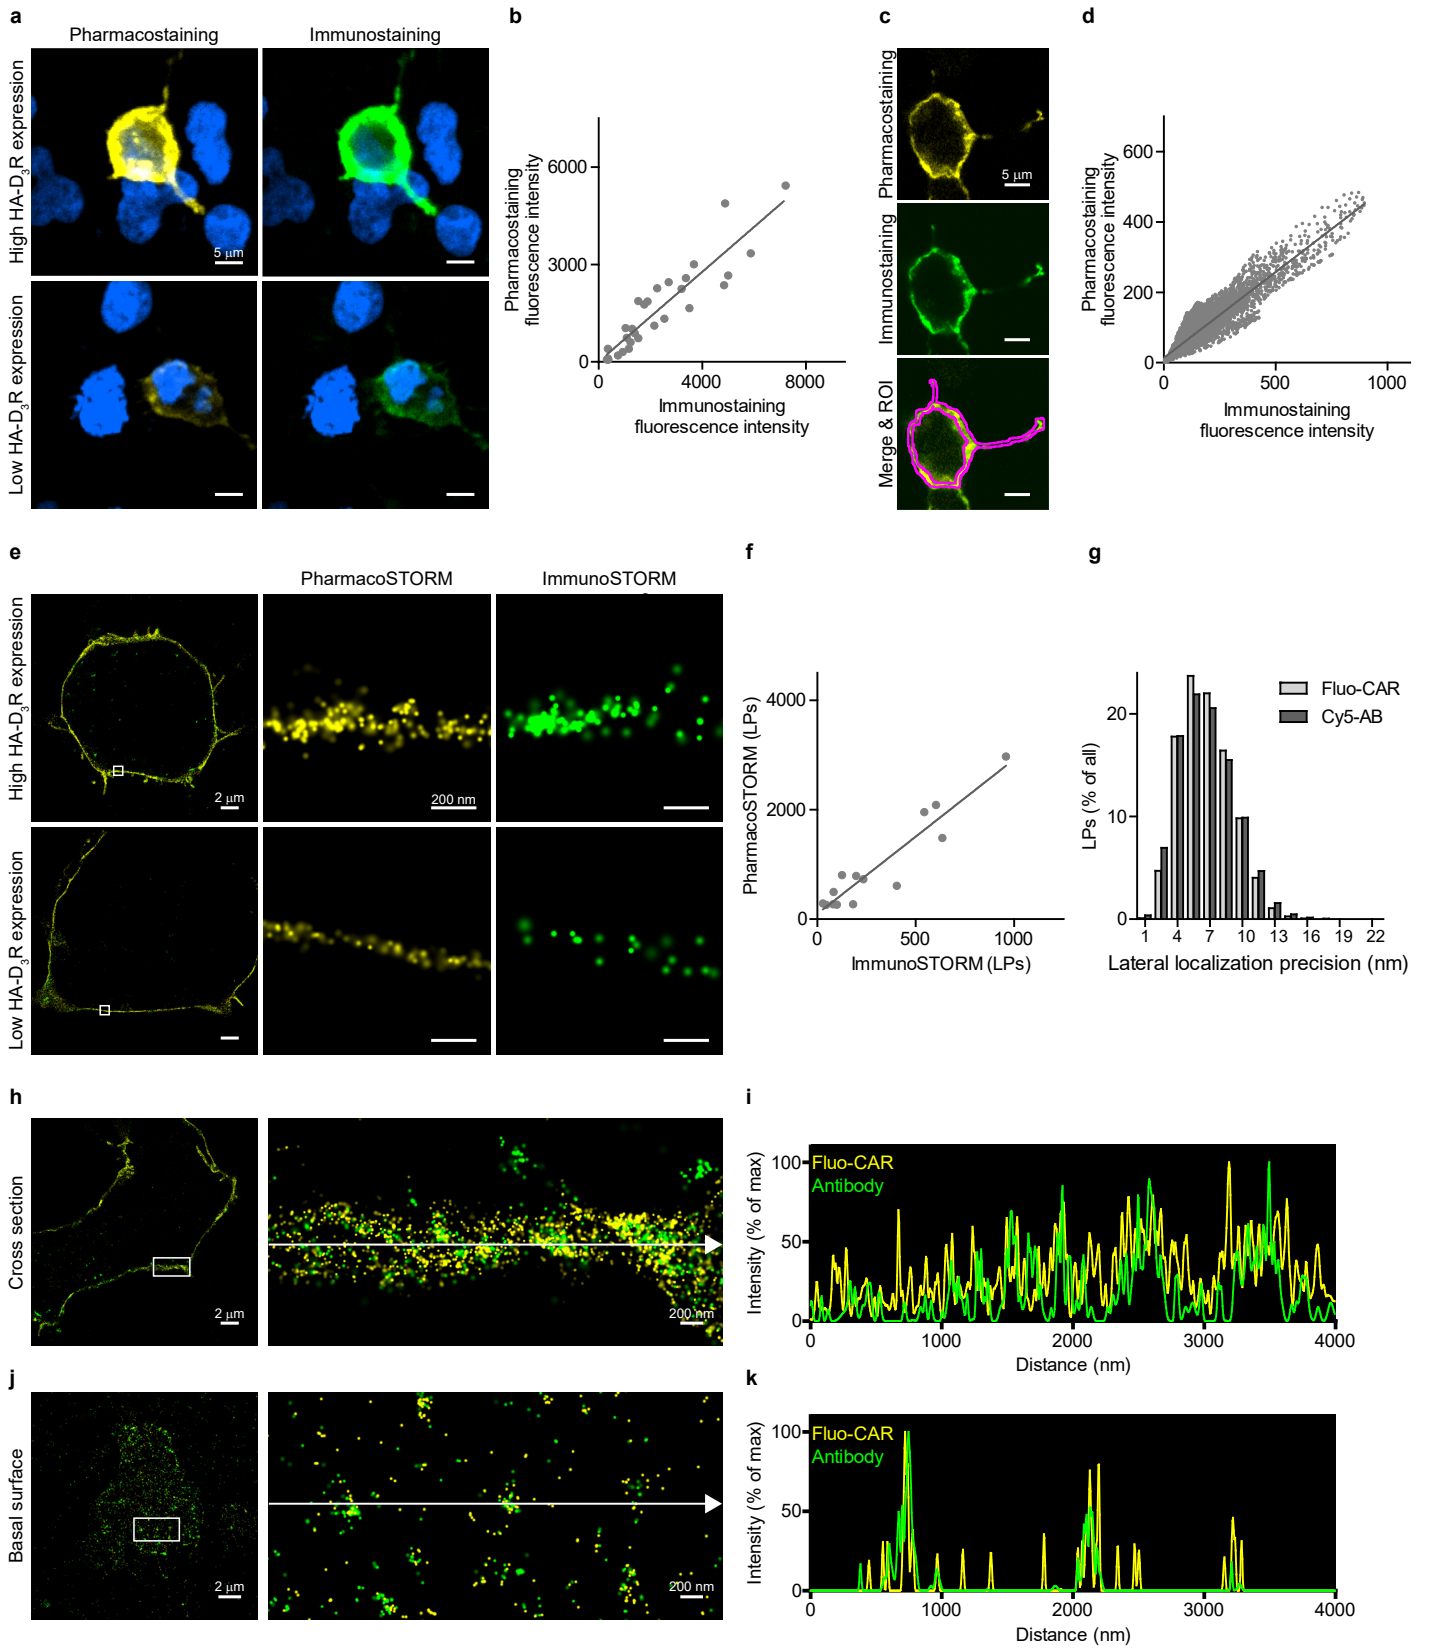 a
Pharmacostaining
Immunostaining
High HA-D3R expression
5 μm
Low HA-D3R expression
b
Pharmacostaining
fluorescence intensity
6000
3000
0
0
4000
8000
Immunostaining
fluorescence intensity
c
Pharmacostaining
5 μm
Immunostaining
Merge & ROI
d
Pharmacostaining
fluorescence intensity
600
400
200
0
0
500
1000
Immunostaining
fluorescence intensity
e
PharmacoSTORM
ImmunoSTORM
High HA-D3R expression
2 μm
200 nm
Low HA-D3R expression
f
PharmacoSTORM (LPs)
4000
2000
0
0
500
1000
ImmunoSTORM (LPs)
g
LPs (% of all)
20
10
0
Fluo-CAR
Cy5-AB
1
4
7
10
13
16
19
22
Lateral localization precision (nm)
h
Cross section
2 μm
200 nm
i
Intensity (% of max)
100
50
0
Fluo-CAR
Antibody
0
1000
2000
3000
4000
Distance (nm)
j
Basal surface
2 μm
200 nm
k
Intensity (% of max)
100
50
0
Fluo-CAR
Antibody
0
1000
2000
3000
4000
Distance (nm)